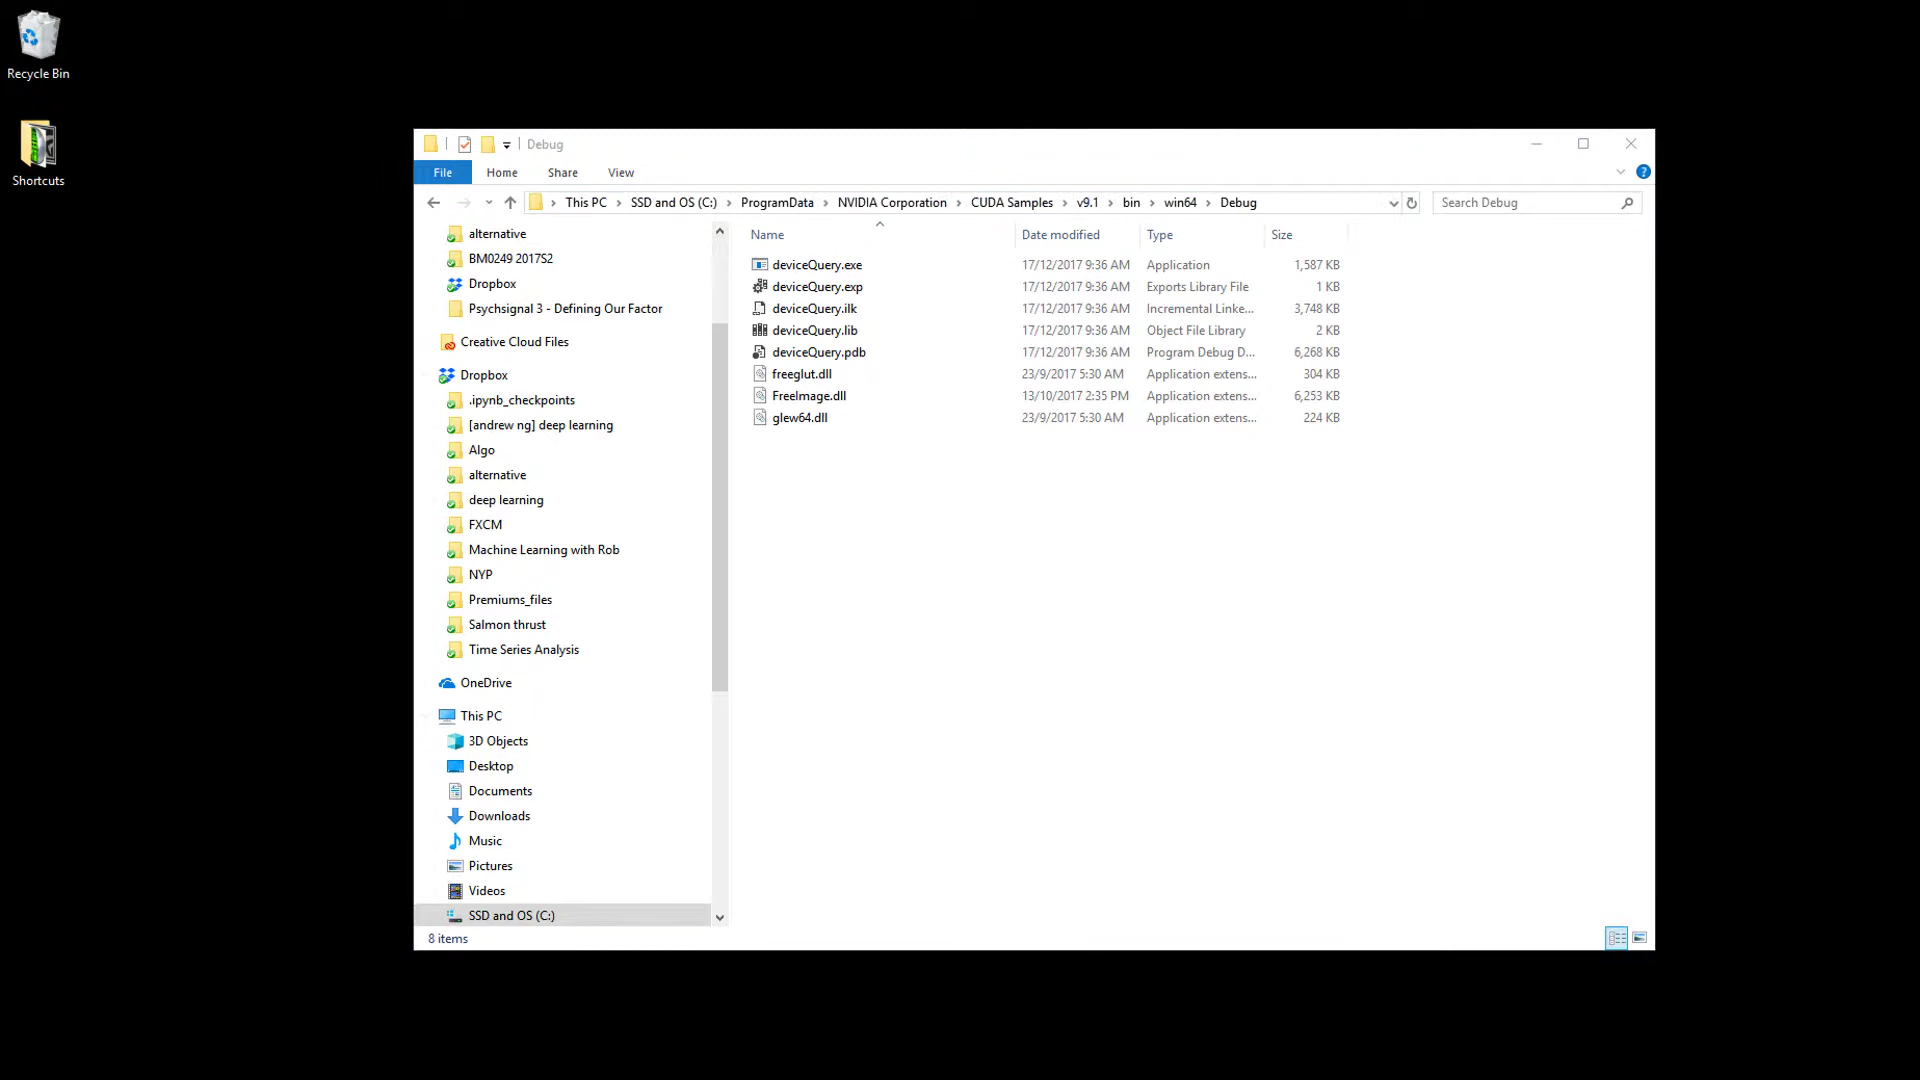 Recycle Bin
Shortcuts
Debug
File Home Share View
This PC SSD and OS (C:) ProgramData NVIDIA Corporation CUDA Samples v9.1 bin win64 Debug
Search Debug
alternative
BM0249 2017S2
Dropbox
Psychsignal 3 - Defining Our Factor
Creative Cloud Files
Dropbox
.ipynb_checkpoints
[andrew ng] deep learning
Algo
alternative
deep learning
FXCM
Machine Learning with Rob
NYP
Premiums_files
Salmon thrust
Time Series Analysis
OneDrive
This PC
3D Objects
Desktop
Documents
Downloads
Music
Pictures
Videos
SSD and OS (C:)
Name Date modified Type Size
deviceQuery.exe 17/12/2017 9:36 AM Application 1,587 KB
deviceQuery.exp 17/12/2017 9:36 AM Exports Library File 1 KB
deviceQuery.ilk 17/12/2017 9:36 AM Incremental Linke... 3,748 KB
deviceQuery.lib 17/12/2017 9:36 AM Object File Library 2 KB
deviceQuery.pdb 17/12/2017 9:36 AM Program Debug D... 6,268 KB
freeglut.dll 23/9/2017 5:30 AM Application extens... 304 KB
FreeImage.dll 13/10/2017 2:35 PM Application extens... 6,253 KB
glew64.dll 23/9/2017 5:30 AM Application extens... 224 KB
8 items